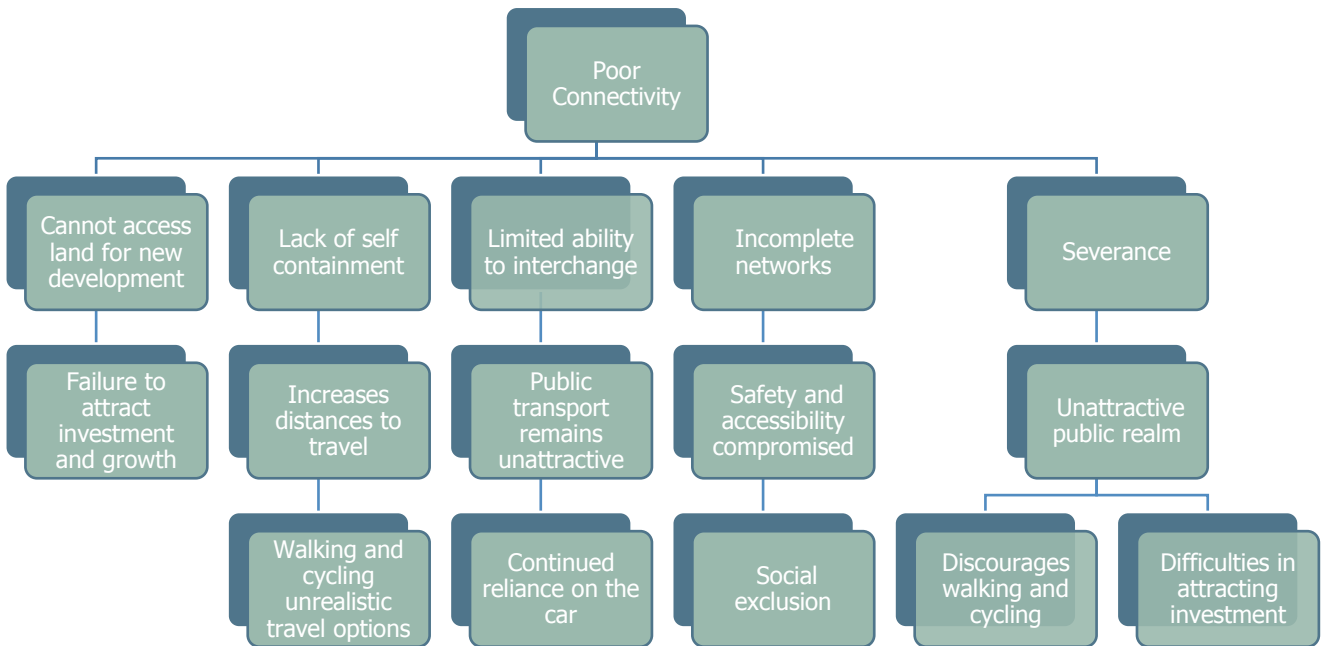 Poor
Connectivity
Cannot access
land for new
development
Lack of self
containment
Limited ability
to interchange
Incomplete
networks
Severance
Failure to
attract
investment
and growth
Increases
distances to
travel
Public
transport
remains
unattractive
Safety and
accessibility
compromised
Unattractive
public realm
Walking and
cycling
unrealistic
travel options
Continued
reliance on the
car
Social
exclusion
Discourages
walking and
cycling
Difficulties in
attracting
investment